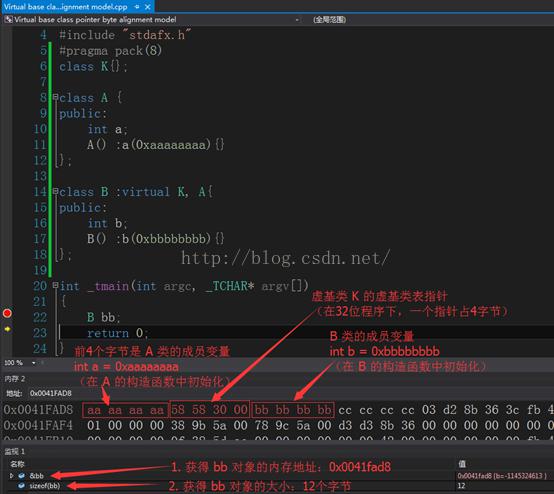 Virtual base cla...ignment model.cpp
Virtual base class pointer byte alignment model
(全局范围)
4 #include "stdafx.h"
5 #pragma pack(8)
6 class K{};
7
8 class A {
9 public:
10 int a;
11 A() :a(0xaaaaaaaa){}
12 };
13
14 class B :virtual K, A{
15 public:
16 int b;
17 B() :b(0xbbbbbbbb){}
18 };
19
http://blog.csdn.net/
20 int _tmain(int argc, _TCHAR* argv[])
21 {
22 B bb;
23 return 0;
24 }
虚基类 K 的虚基类表指针
(在32位程序下,一个指针占4字节)
B 类的成员变量
int b = 0xbbbbbbbb
(在 B 的构造函数中初始化)
前4个字节是 A 类的成员变量
int a = 0xaaaaaaaa
(在 A 的构造函数中初始化)
100 %
内存 2
地址: 0x0041FAD8
0x0041FAD8 aa aa aa aa 58 58 30 00 bb bb bb bb cc cc cc cc 03 d2 8b 36 3c fb 4
0x0041FAF4 01 00 00 00 38 9b 5a 00 78 9c 5a 00 d3 d3 8b 36 00 00 00 00 00 00 0
监视 1
名称 值
&bb 0x0041fad8 {b=-1145324613 }
1. 获得 bb 对象的内存地址:0x0041fad8
sizeof(bb) 12
2. 获得 bb 对象的大小:12个字节